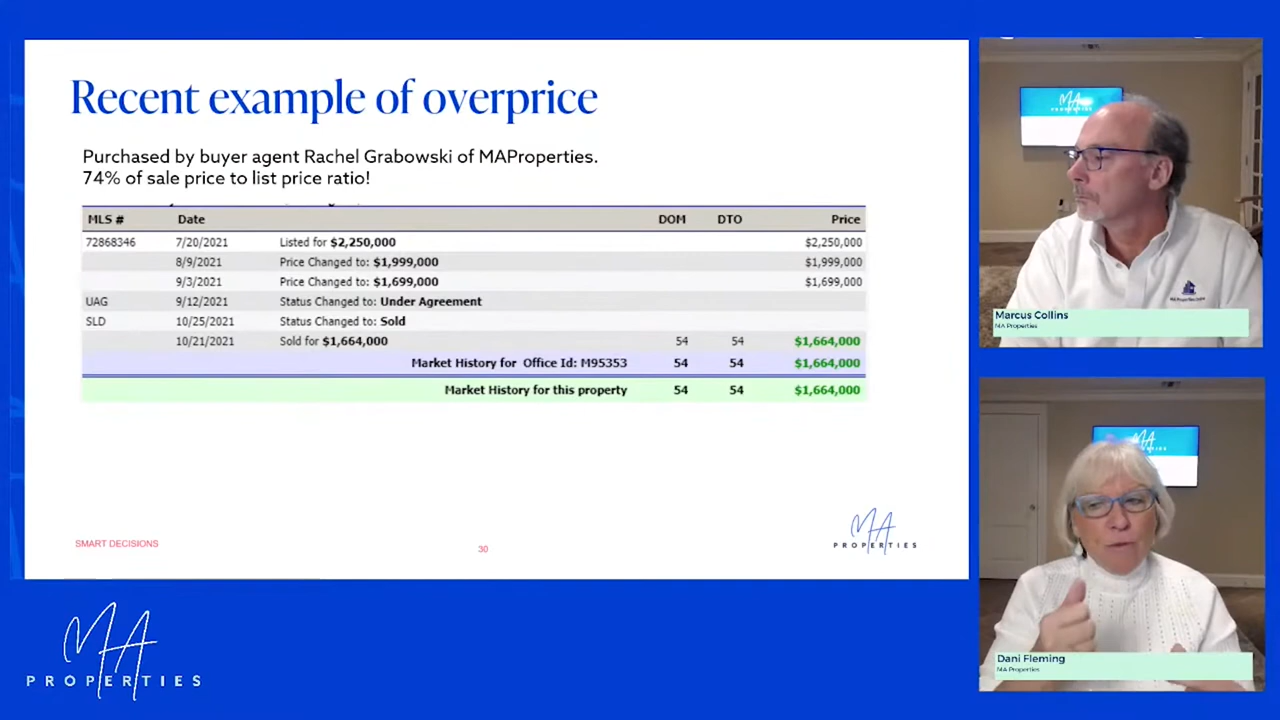 Recent example of overprice
Purchased by buyer agent Rachel Grabowski of MAProperties.
74% of sale price to list price ratio!
MLS # Date DOM DTO Price
72868346 7/20/2021 Listed for $2,250,000 $2,250,000
8/9/2021 Price Changed to: $1,999,000 $1,999,000
9/3/2021 Price Changed to: $1,699,000 $1,699,000
UAG 9/12/2021 Status Changed to: Under Agreement
SLD 10/25/2021 Status Changed to: Sold
10/21/2021 Sold for $1,664,000 54 54 $1,664,000
Market History for Office Id: M95353 54 54 $1,664,000
Market History for this property 54 54 $1,664,000
SMART DECISIONS
30
MA
PROPERTIES
MA
PROPERTIES
MA
PROPERTIES
Marcus Collins
MA Properties
MA
PROPERTIES
Dani Fleming
MA Properties